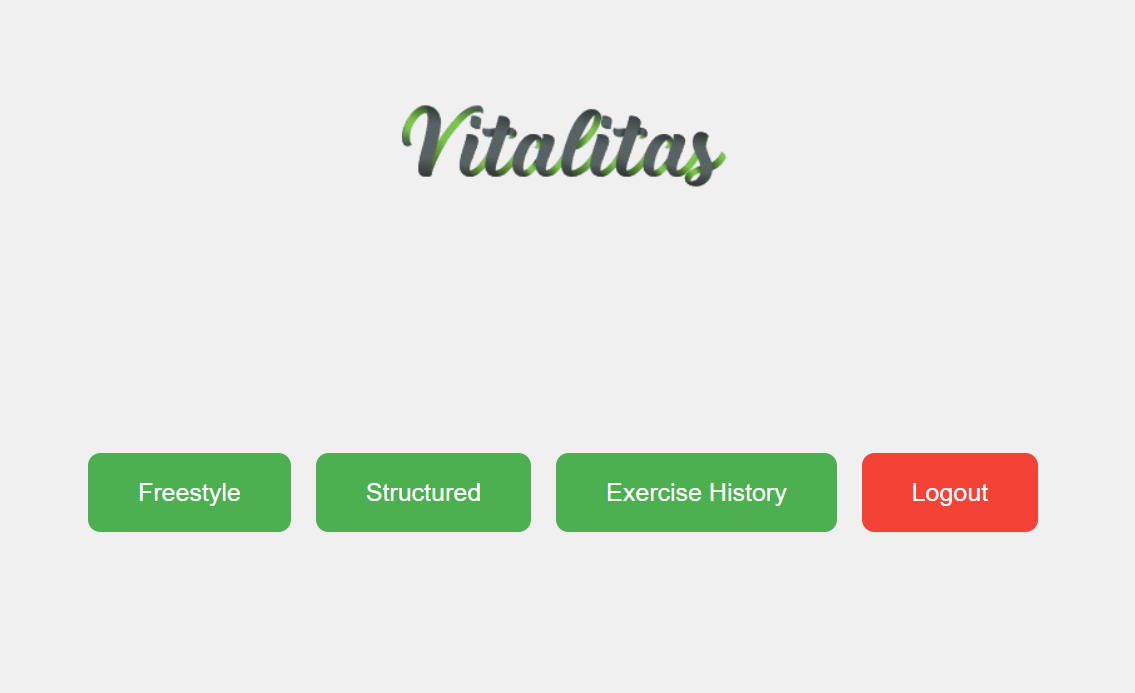 Vitalitas
Freestyle
Structured
Exercise History
Logout